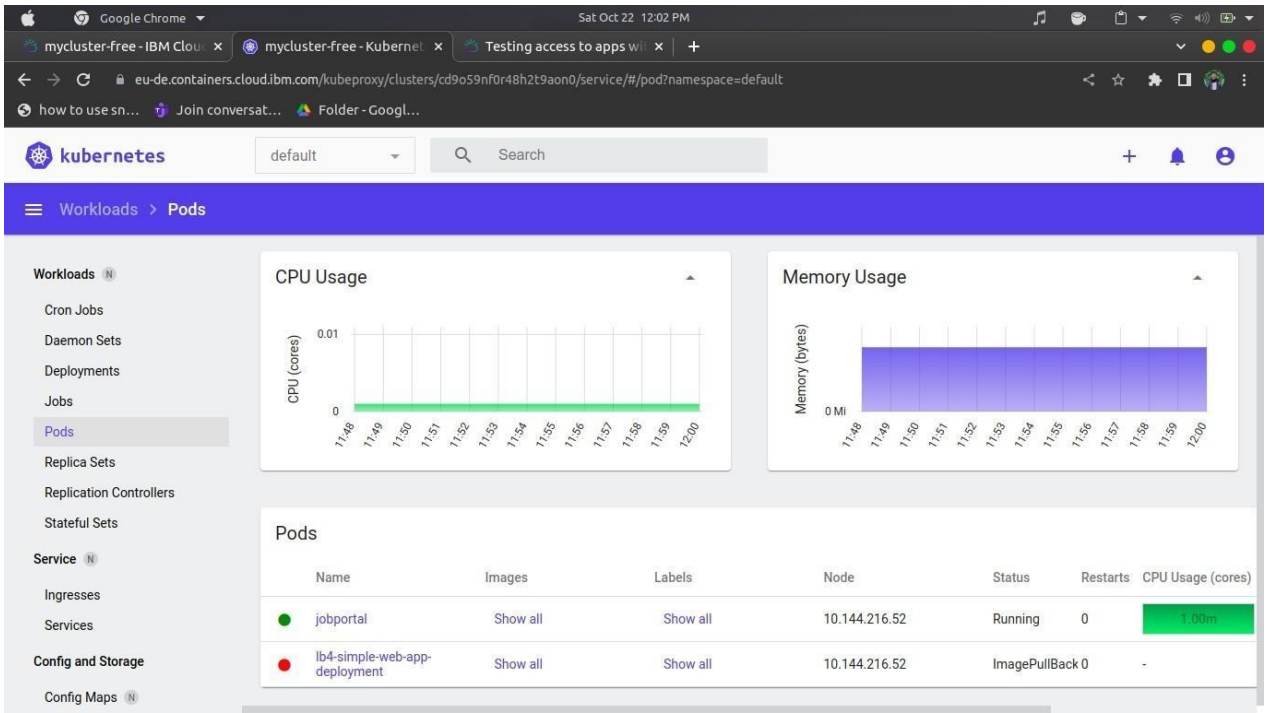 Google Chrome
Sat Oct 22 12:02 PM
mycluster-free - IBM Clou
mycluster-free - Kubernet
Testing access to apps wi
eu-de.containers.cloud.ibm.com/kubeproxy/clusters/cd9o59nf0r48h2t9aon0/service/#/pod?namespace=default
how to use sn...
Join conversat...
Folder - Googl...
kubernetes
default
Search
Workloads > Pods
Workloads N
Cron Jobs
Daemon Sets
Deployments
Jobs
Pods
Replica Sets
Replication Controllers
Stateful Sets
Service N
Ingresses
Services
Config and Storage
Config Maps N
CPU Usage
CPU (cores)
0.01
0
11:48 11:49 11:50 11:51 11:52 11:53 11:54 11:55 11:56 11:57 11:58 11:59 12:00
Memory Usage
Memory (bytes)
0 Mi
11:48 11:49 11:50 11:51 11:52 11:53 11:54 11:55 11:56 11:57 11:58 11:59 12:00
Pods
Name Images Labels Node Status Restarts CPU Usage (cores)
jobportal Show all Show all 10.144.216.52 Running 0 1.00m
lb4-simple-web-app-
deployment Show all Show all 10.144.216.52 ImagePullBack 0 -